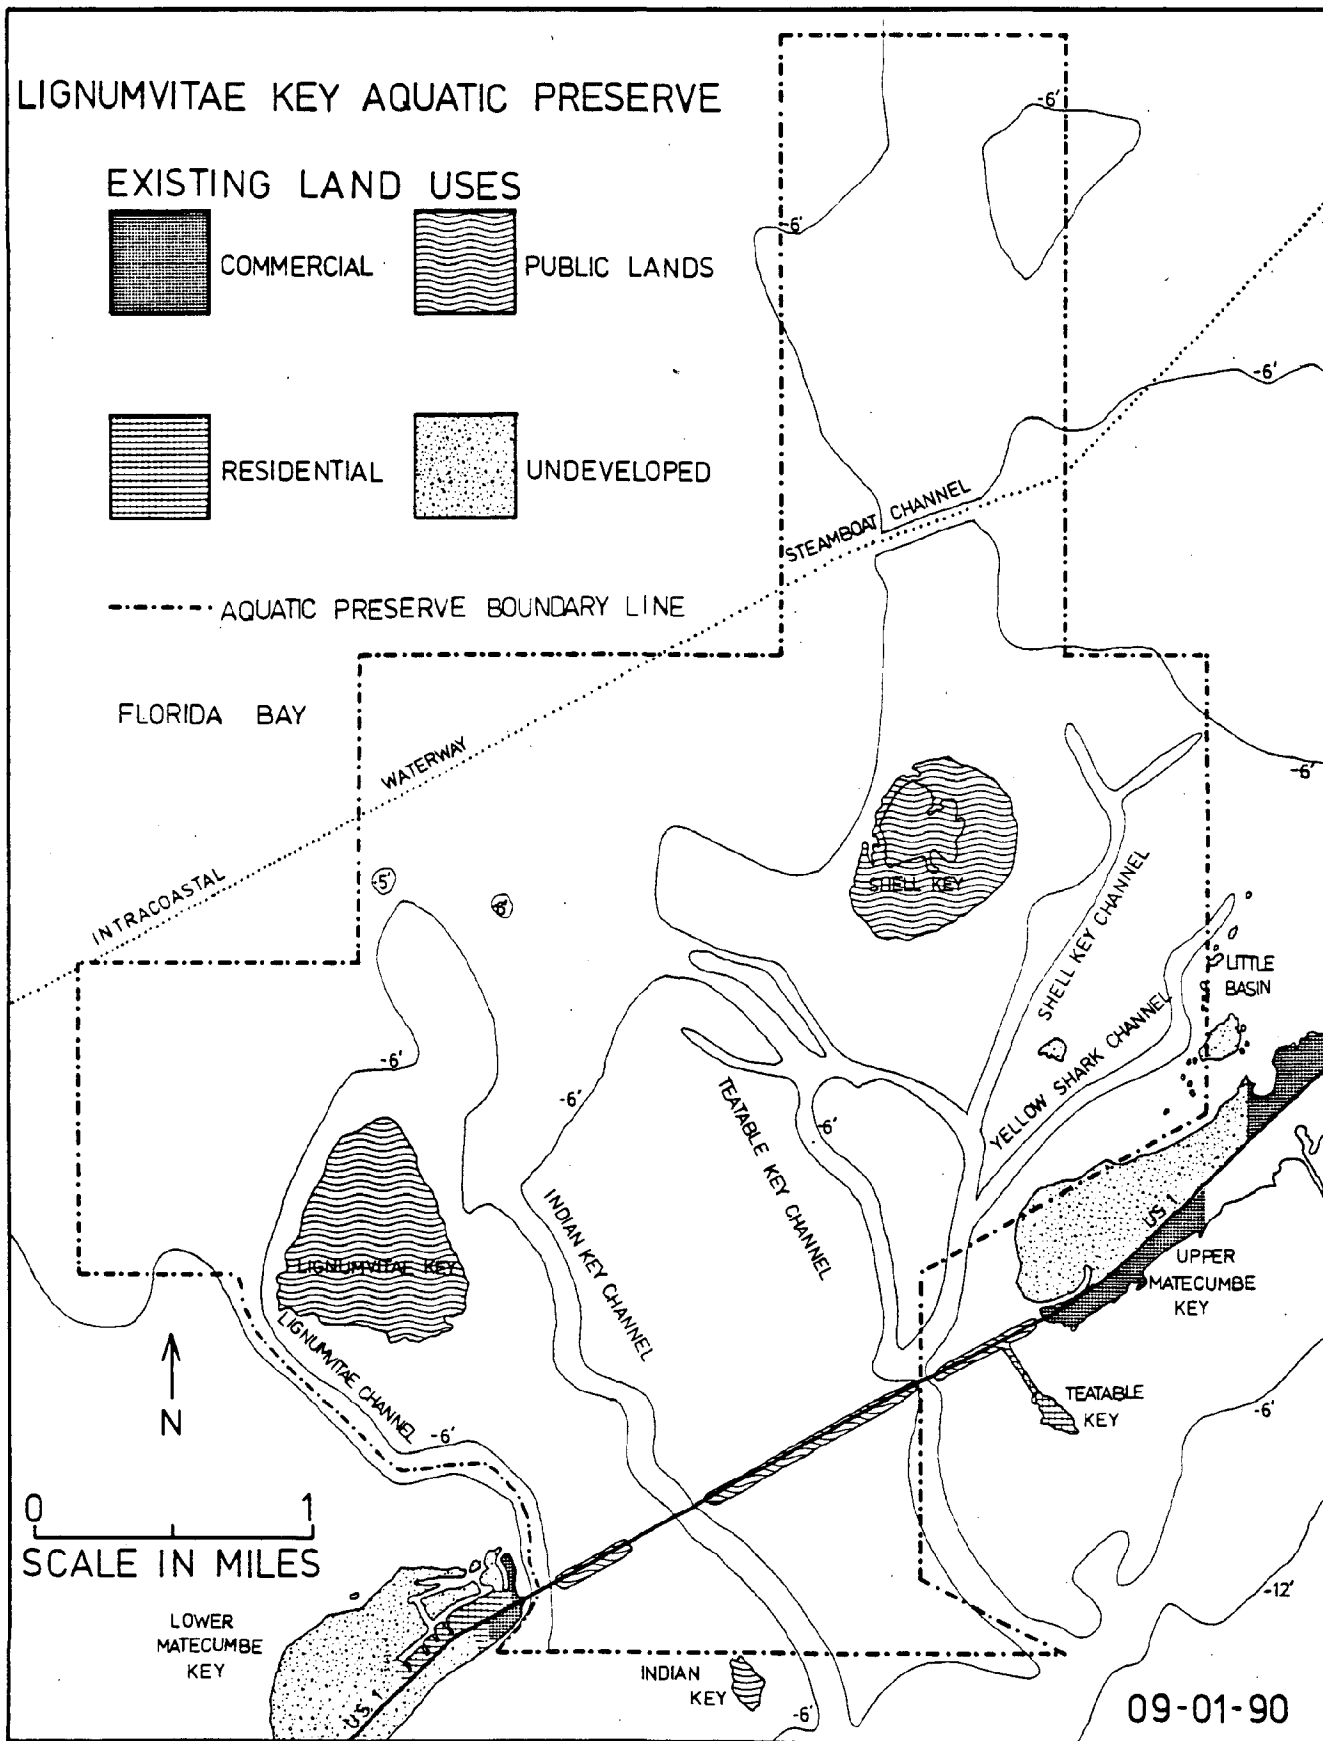 LIGNUMVITAE KEY AQUATIC PRESERVE
EXISTING LAND USES
COMMERCIAL
PUBLIC LANDS
RESIDENTIAL
UNDEVELOPED
AQUATIC PRESERVE BOUNDARY LINE
-6'
-6'
-6'
STEAMBOAT CHANNEL
FLORIDA BAY
WATERWAY
-6'
INTRACOASTAL
-5'
-6'
SHELL KEY
SHELL KEY CHANNEL
LITTLE
BASIN
YELLOW SHARK CHANNEL
-6'
-6'
-6'
TEATABLE KEY CHANNEL
INDIAN KEY CHANNEL
LIGNUMVITAE KEY
LIGNUMVITAE CHANNEL
-6'
U.S. 1
UPPER
MATECUMBE
KEY
TEATABLE
KEY
-6'
N
0 1
SCALE IN MILES
-12'
LOWER
MATECUMBE
KEY
U.S. 1
INDIAN
KEY
-6'
09-01-90